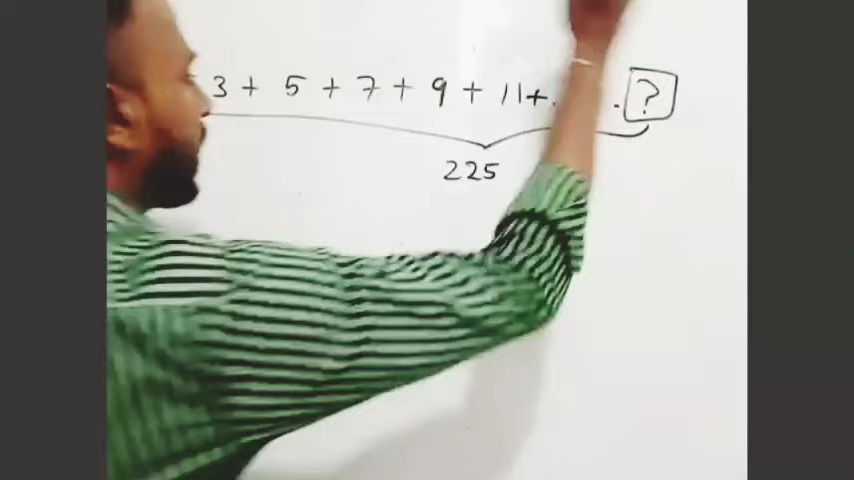 3 + 5 + 7 + 9 + 11 + . . ?
225